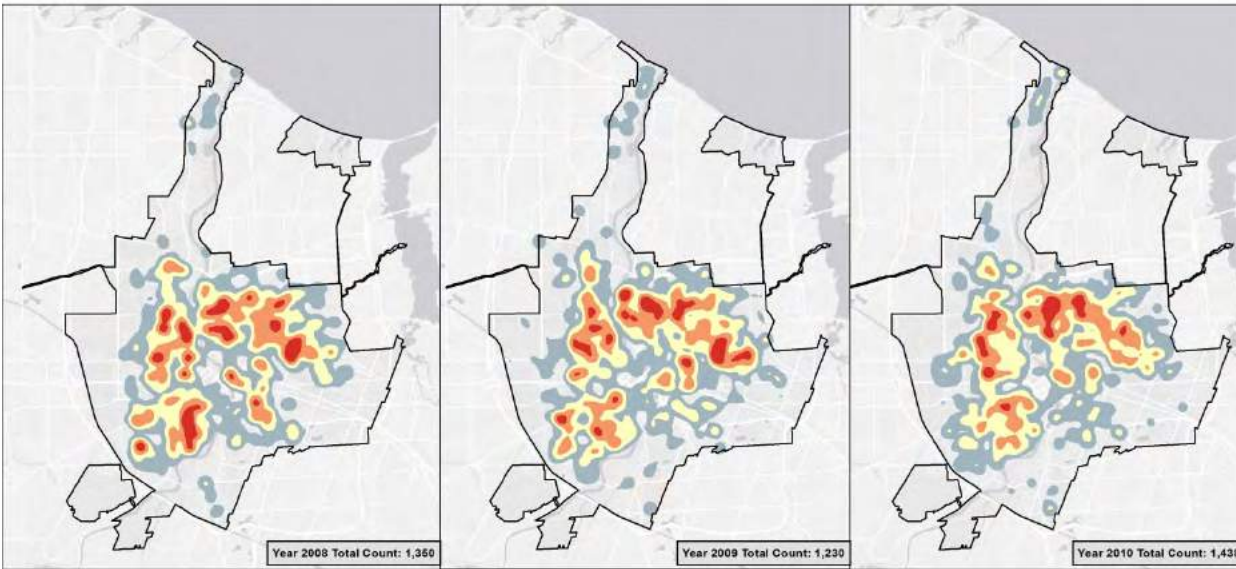 Year 2008 Total Count: 1,350
Year 2009 Total Count: 1,230
Year 2010 Total Count: